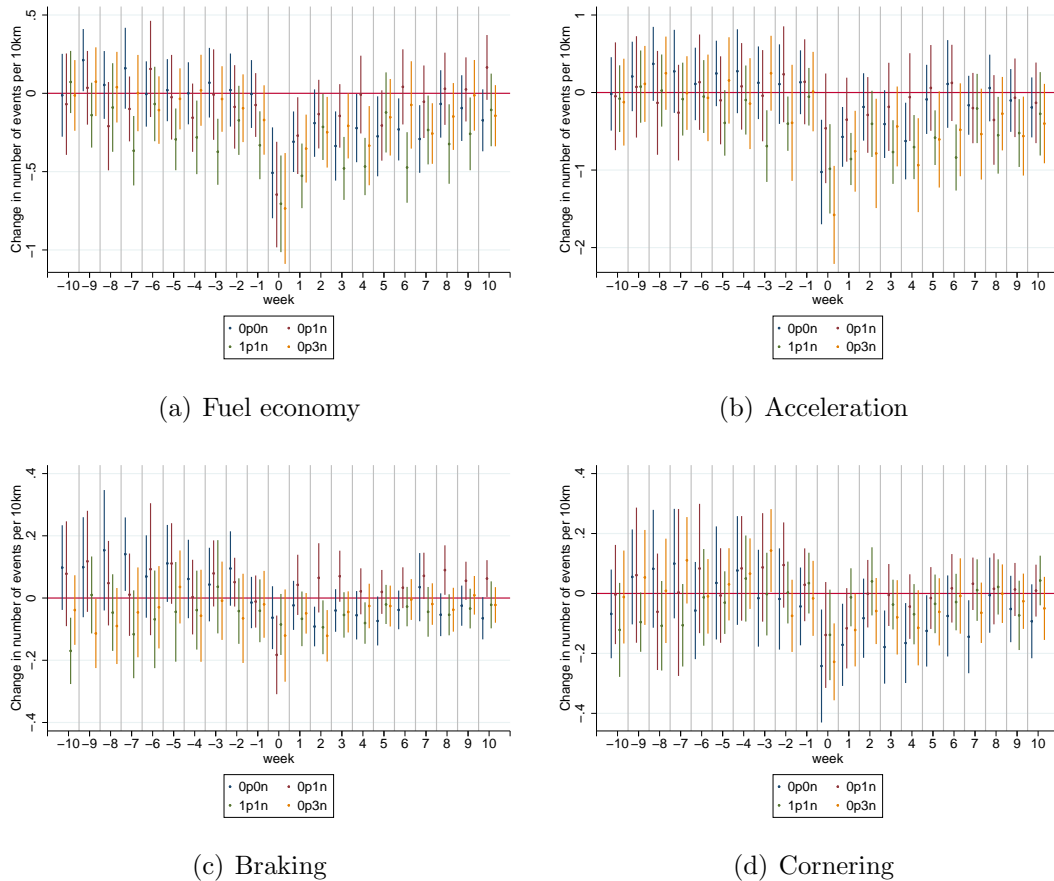 Change in number of events per 10km
.5
0
-.5
-1
-10 -9 -8 -7 -6 -5 -4 -3 -2 -1 0 1 2 3 4 5 6 7 8 9 10
week
0p0n 0p1n
1p1n 0p3n
(a) Fuel economy
Change in number of events per 10km
1
0
-1
-2
-10 -9 -8 -7 -6 -5 -4 -3 -2 -1 0 1 2 3 4 5 6 7 8 9 10
week
0p0n 0p1n
1p1n 0p3n
(b) Acceleration
Change in number of events per 10km
.4
.2
0
-.2
-.4
-10 -9 -8 -7 -6 -5 -4 -3 -2 -1 0 1 2 3 4 5 6 7 8 9 10
week
0p0n 0p1n
1p1n 0p3n
(c) Braking
Change in number of events per 10km
.4
.2
0
-.2
-.4
-10 -9 -8 -7 -6 -5 -4 -3 -2 -1 0 1 2 3 4 5 6 7 8 9 10
week
0p0n 0p1n
1p1n 0p3n
(d) Cornering